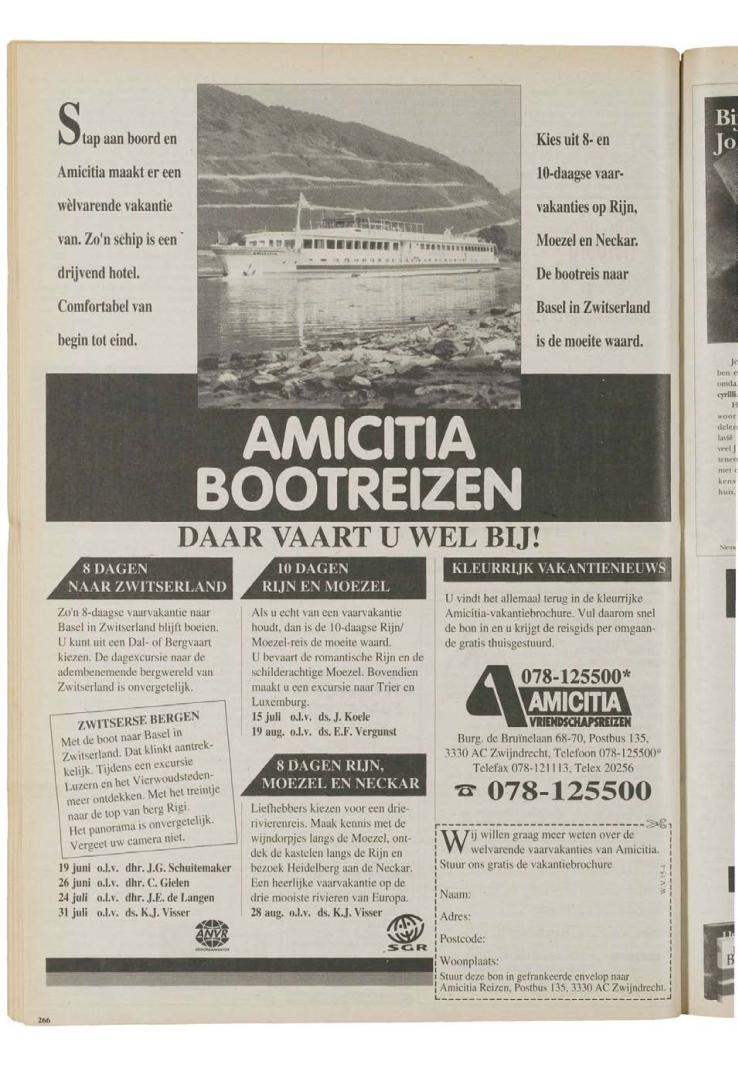 Stap aan boord en
Amicitia maakt er een
wèlvarende vakantie
van. Zo'n schip is een
drijvend hotel.
Comfortabel van
begin tot eind.
Kies uit 8- en
10-daagse vaar-
vakanties op Rijn,
Moezel en Neckar.
De bootreis naar
Basel in Zwitserland
is de moeite waard.
AMICITIA
BOOTREIZEN
DAAR VAART U WEL BIJ!
8 DAGEN
NAAR ZWITSERLAND
Zo'n 8-daagse vaarvakantie naar
Basel in Zwitserland blijft boeien.
U kunt uit een Dal- of Bergvaart
kiezen. De dagexcursie naar de
adembenemende bergwereld van
Zwitserland is onvergetelijk.
ZWITSERSE BERGEN
Met de boot naar Basel in
Zwitserland. Dat klinkt aantrek-
kelijk. Tijdens een excursie
Luzern en het Vierwoudsteden-
meer ontdekken. Met het treintje
naar de top van berg Rigi.
Het panorama is onvergetelijk.
Vergeet uw camera niet.
19 juni o.l.v. dhr. J.G. Schuitemaker
26 juni o.l.v. dhr. C. Gielen
24 juli o.l.v. dhr. J.E. de Langen
31 juli o.l.v. ds. K.J. Visser
ANVR
10 DAGEN
RIJN EN MOEZEL
Als u echt van een vaarvakantie
houdt, dan is de 10-daagse Rijn/
Moezel-reis de moeite waard.
U bevaart de romantische Rijn en de
schilderachtige Moezel. Bovendien
maakt u een excursie naar Trier en
Luxemburg.
15 juli o.l.v. ds. J. Koele
19 aug. o.l.v. ds. E.F. Vergunst
8 DAGEN RIJN,
MOEZEL EN NECKAR
Liefhebbers kiezen voor een drie-
rivierenreis. Maak kennis met de
wijndorpjes langs de Moezel, ont-
dek de kastelen langs de Rijn en
bezoek Heidelberg aan de Neckar.
Een heerlijke vaarvakantie op de
drie mooiste rivieren van Europa.
28 aug. o.l.v. ds. K.J. Visser
SGR
KLEURRIJK VAKANTIENIEUWS
U vindt het allemaal terug in de kleurrijke
Amicitia-vakantiebrochure. Vul daarom snel
de bon in en u krijgt de reisgids per omgaan-
de gratis thuisgestuurd.
078-125500*
AMICITIA
VRIENDSCHAPSREIZEN
Burg. de Bruïnelaan 68-70, Postbus 135,
3330 AC Zwijndrecht, Telefoon 078-125500*
Telefax 078-121113, Telex 20256
☎ 078-125500
Wij willen graag meer weten over de
welvarende vaarvakanties van Amicitia.
Stuur ons gratis de vakantiebrochure
Naam:
Adres:
Postcode:
Woonplaats:
Stuur deze bon in gefrankeerde envelop naar
Amicitia Reizen, Postbus 135, 3330 AC Zwijndrecht.
266
Bij
Jo